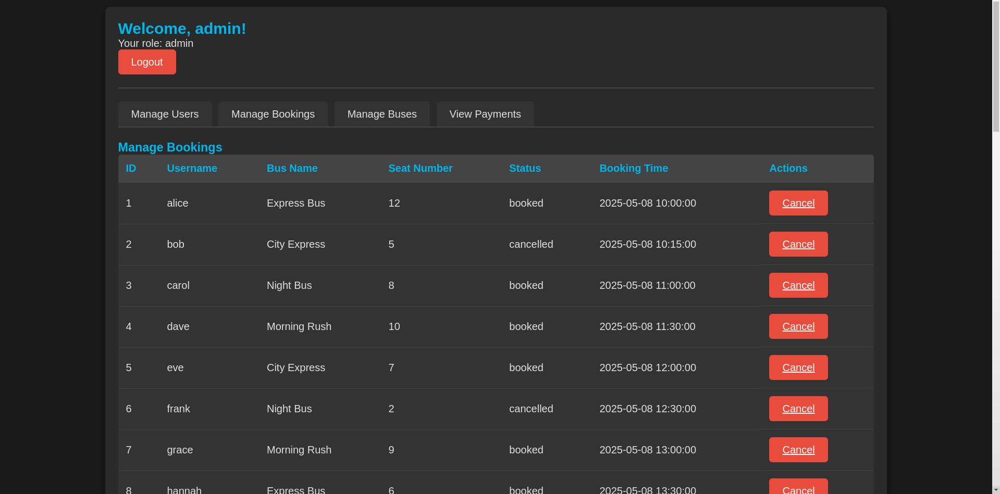 Welcome, admin!
Your role: admin
Logout
Manage Users Manage Bookings Manage Buses View Payments
Manage Bookings
ID Username Bus Name Seat Number Status Booking Time Actions
1 alice Express Bus 12 booked 2025-05-08 10:00:00 Cancel
2 bob City Express 5 cancelled 2025-05-08 10:15:00 Cancel
3 carol Night Bus 8 booked 2025-05-08 11:00:00 Cancel
4 dave Morning Rush 10 booked 2025-05-08 11:30:00 Cancel
5 eve City Express 7 booked 2025-05-08 12:00:00 Cancel
6 frank Night Bus 2 cancelled 2025-05-08 12:30:00 Cancel
7 grace Morning Rush 9 booked 2025-05-08 13:00:00 Cancel
8 hannah Express Bus 6 booked 2025-05-08 13:30:00 Cancel